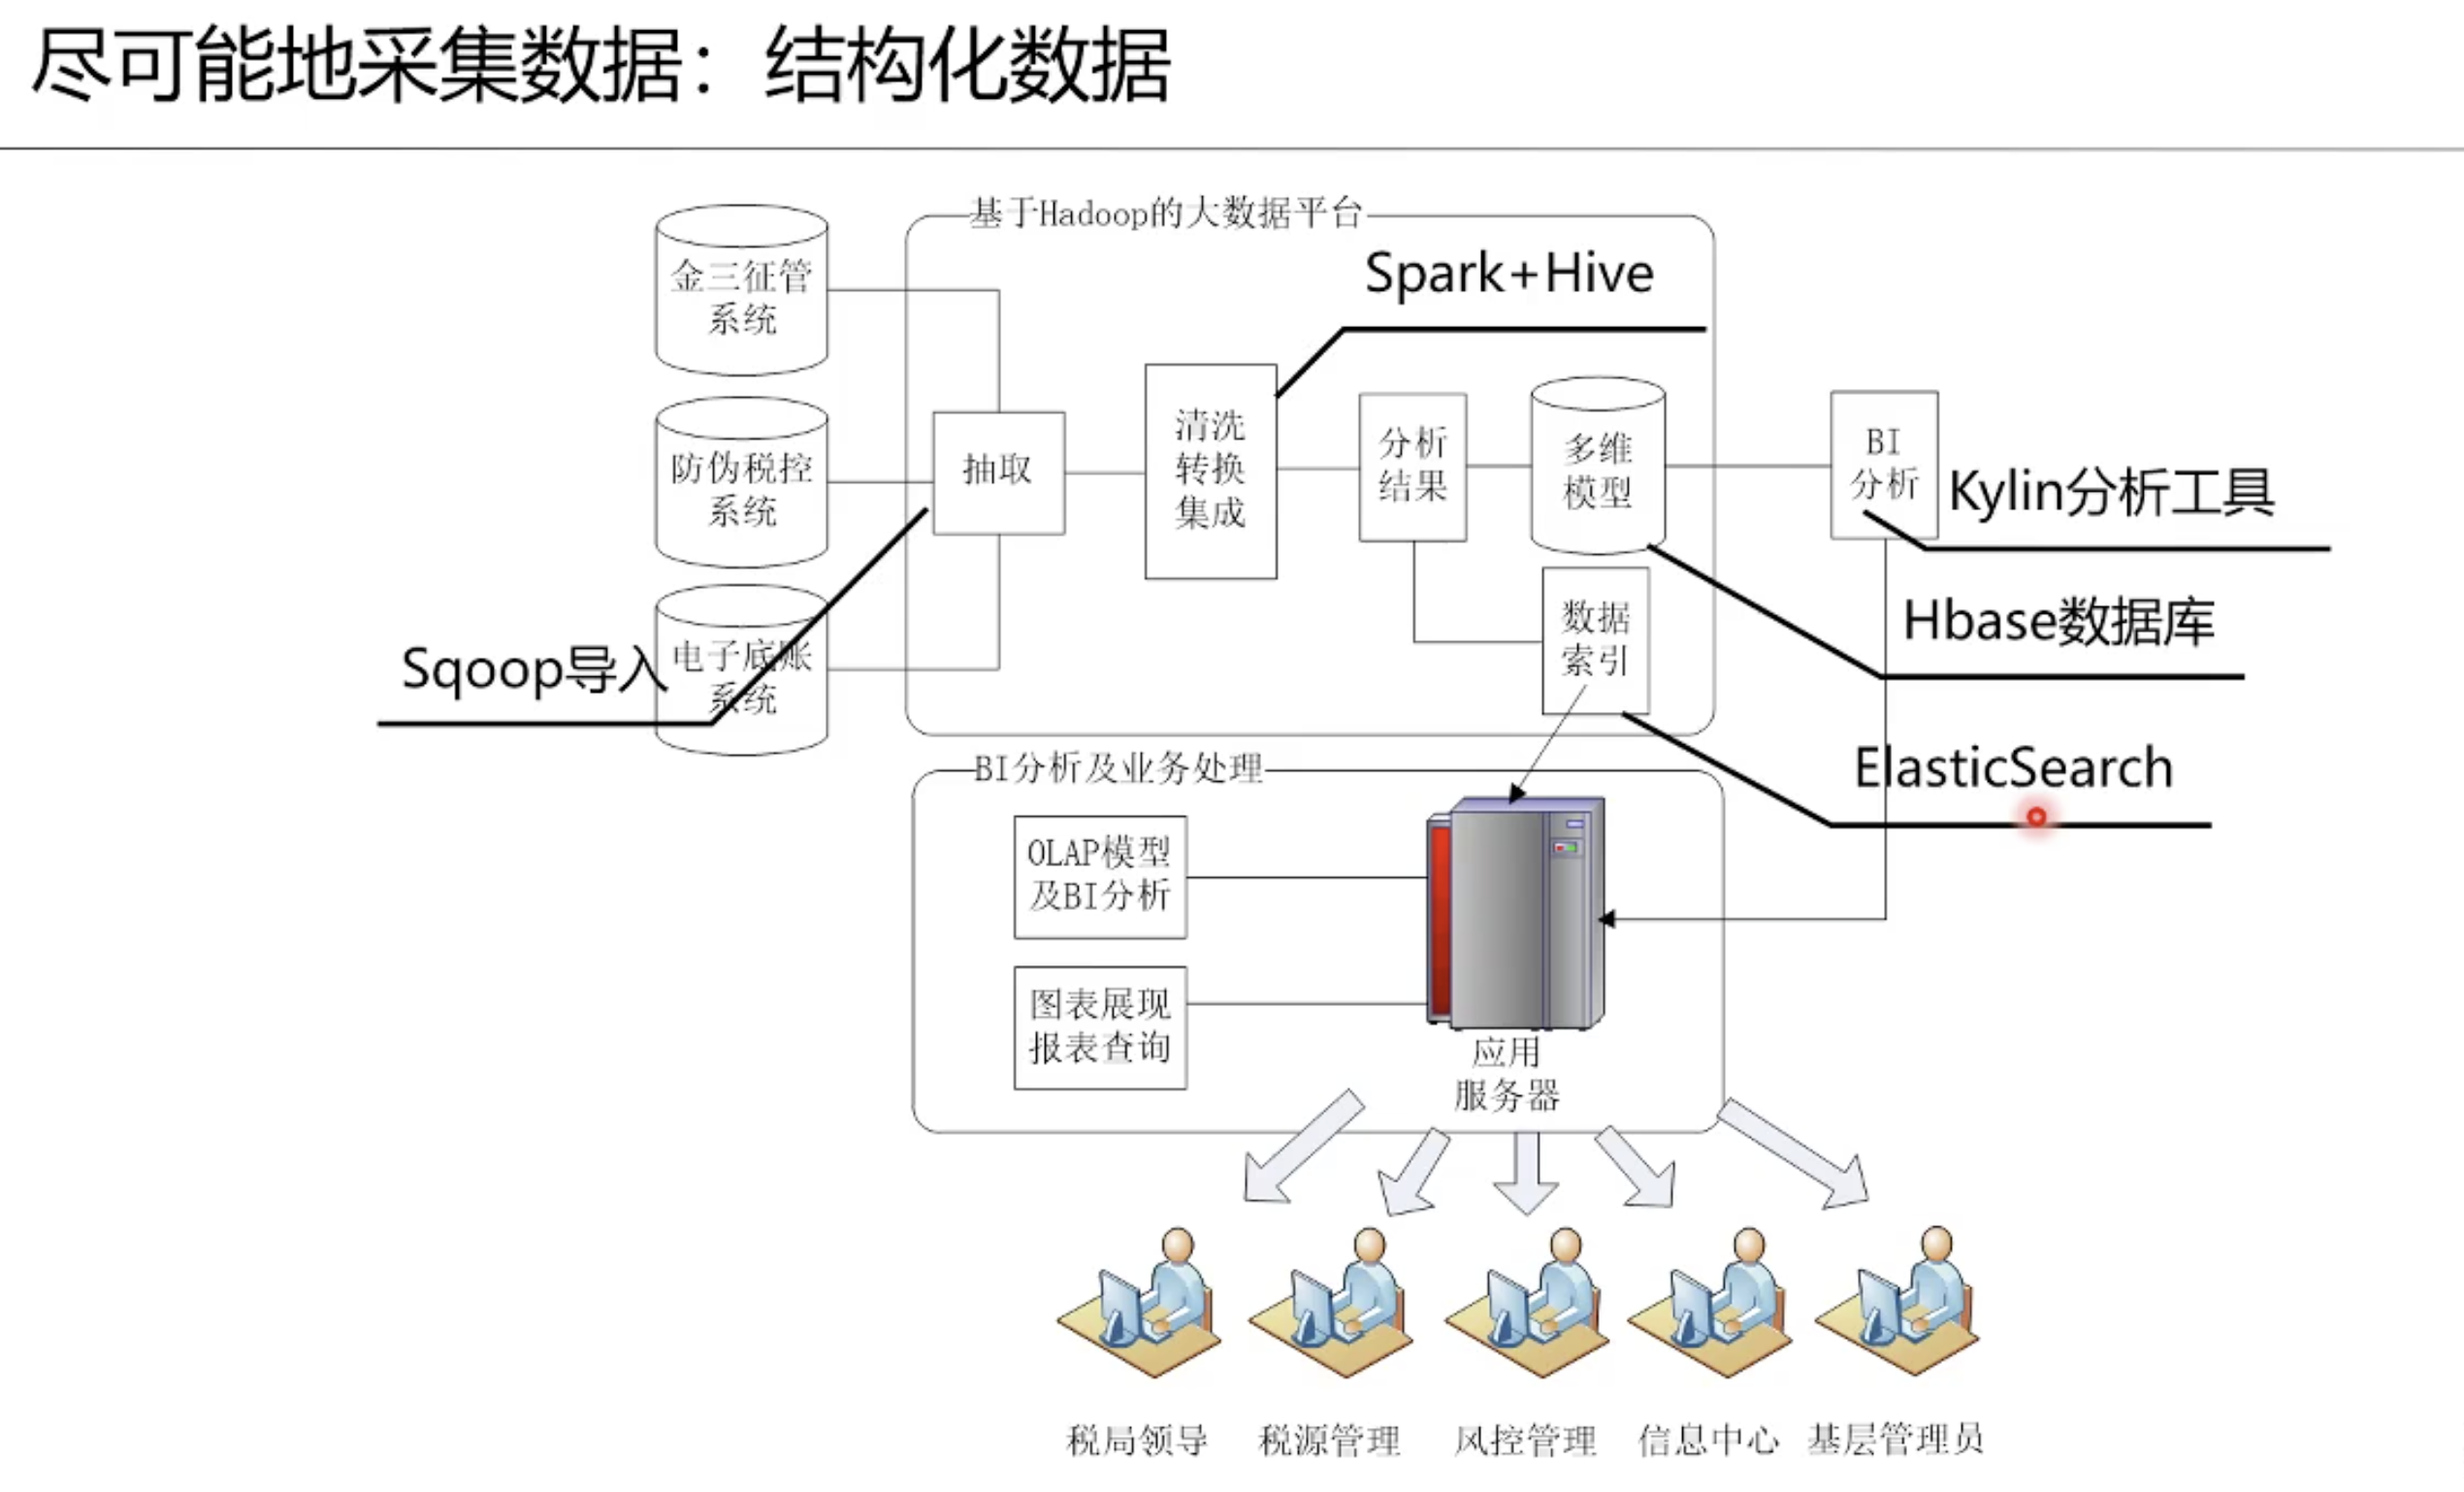 尽可能地采集数据：结构化数据
基于Hadoop的大数据平台
Spark+Hive
金三征管
系统
防伪税控
系统
电子底账
系统
Sqoop导入
抽取
清洗
转换
集成
分析
结果
多维
模型
数据
索引
BI
分析
Kylin分析工具
Hbase数据库
ElasticSearch
BI分析及业务处理
OLAP模型
及BI分析
图表展现
报表查询
应用
服务器
税局领导
税源管理
风控管理
信息中心
基层管理员